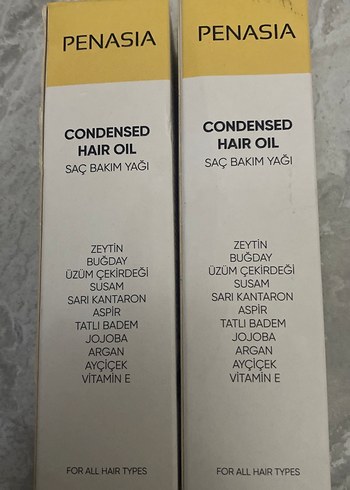 PENASIA
CONDENSED
HAIR OIL
SAÇ BAKIM YAĞI
ZEYTİN
BUĞDAY
ÜZÜM ÇEKİRDEĞİ
SUSAM
SARI KANTARON
ASPİR
TATLI BADEM
JOJOBA
ARGAN
AYÇİÇEK
VİTAMİN E
FOR ALL HAIR TYPES
PENASIA
CONDENSED
HAIR OIL
SAÇ BAKIM YAĞI
ZEYTİN
BUĞDAY
ÜZÜM ÇEKİRDEĞİ
SUSAM
SARI KANTARON
ASPİR
TATLI BADEM
JOJOBA
ARGAN
AYÇİÇEK
VİTAMİN E
FOR ALL HAIR TYPES